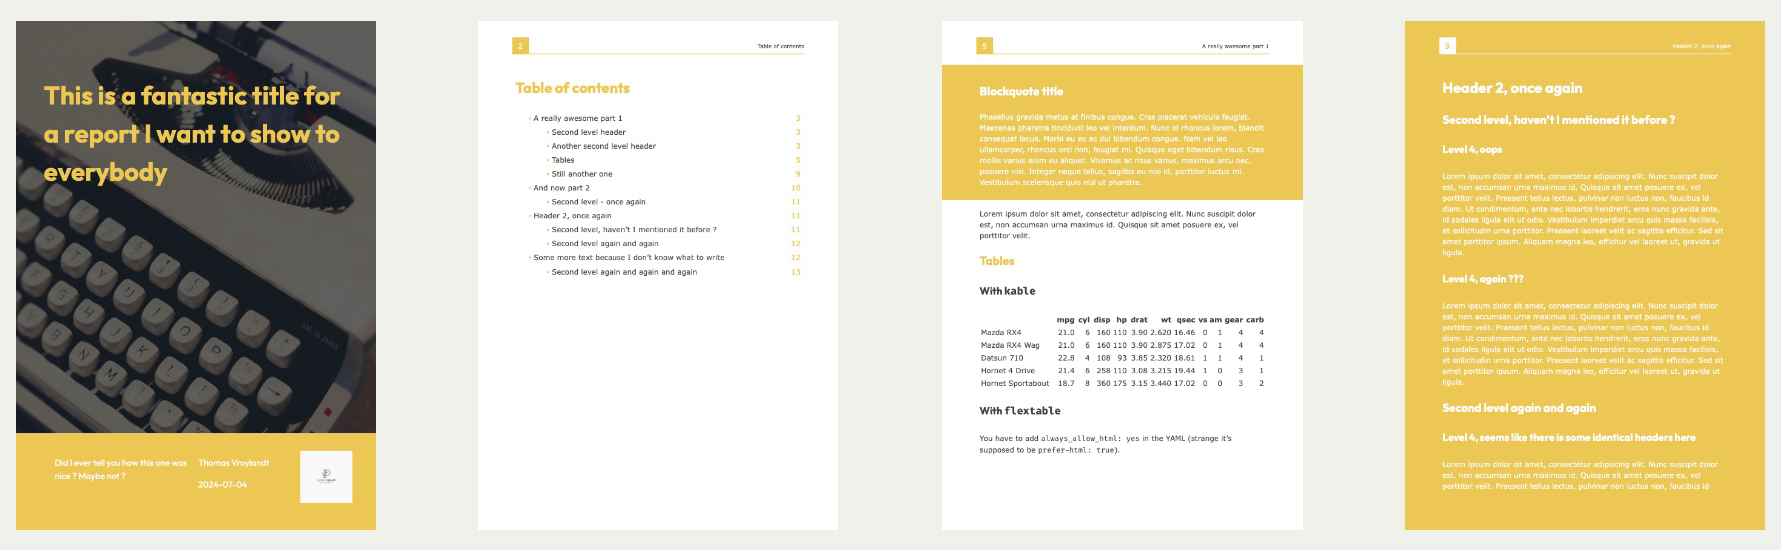 This is a fantastic title for
a report I want to show to
everybody
Did I ever tell you how this one was
nice ? Maybe not ?
Thomas Vroylandt
2024-07-04
2
Table of contents
Table of contents
A really awesome part 1 3
Second level header 3
Another second level header 3
Tables 5
Still another one 9
And now part 2 10
Second level - once again 11
Header 2, once again 11
Second level, haven't I mentioned it before ? 11
Second level again and again 12
Some more text because I don't know what to write 12
Second level again and again and again 13
5
A really awesome part 1
Blockquote title
Phasellus gravida metus at finibus congue. Cras placerat vehicula feugiat.
Maecenas pharetra tincidunt leo vel interdum. Nunc id rhoncus lorem, blandit
consequat lacus. Morbi eu ex ac dui bibendum congue. Nam vel leo
ullamcorper, rhoncus orci non, feugiat mi. Quisque eget bibendum risus. Cras
mollis varius enim eu aliquet. Vivamus ac risus varius, maximus arcu nec,
posuere nisi. Integer neque tellus, sagittis eu nisl id, porttitor luctus mi.
Vestibulum scelerisque quis nisl ut pharetra.
Lorem ipsum dolor sit amet, consectetur adipiscing elit. Nunc suscipit dolor
est, non accumsan urna maximus id. Quisque sit amet posuere ex, vel
porttitor velit.
Tables
With kable
mpg cyl disp hp drat wt qsec vs am gear carb
Mazda RX4 21.0 6 160 110 3.90 2.620 16.46 0 1 4 4
Mazda RX4 Wag 21.0 6 160 110 3.90 2.875 17.02 0 1 4 4
Datsun 710 22.8 4 108 93 3.85 2.320 18.61 1 1 4 1
Hornet 4 Drive 21.4 6 258 110 3.08 3.215 19.44 1 0 3 1
Hornet Sportabout 18.7 8 360 175 3.15 3.440 17.02 0 0 3 2
With flextable
You have to add always_allow_html: yes in the YAML (strange it's
supposed to be prefer-html: true).
9
Header 2, once again
Header 2, once again
Second level, haven't I mentioned it before ?
Level 4, oops
Lorem ipsum dolor sit amet, consectetur adipiscing elit. Nunc suscipit dolor
est, non accumsan urna maximus id. Quisque sit amet posuere ex, vel
porttitor velit. Praesent tellus lectus, pulvinar non luctus non, faucibus id
diam. Ut condimentum, ante nec lobortis hendrerit, eros nunc gravida ante,
id sodales ligula elit ut odio. Vestibulum imperdiet arcu quis massa facilisis,
et sollicitudin urna porttitor. Praesent laoreet velit ac sagittis efficitur. Sed sit
amet porttitor ipsum. Aliquam magna leo, efficitur vel laoreet ut, gravida ut
ligula.
Level 4, again ???
Lorem ipsum dolor sit amet, consectetur adipiscing elit. Nunc suscipit dolor
est, non accumsan urna maximus id. Quisque sit amet posuere ex, vel
porttitor velit. Praesent tellus lectus, pulvinar non luctus non, faucibus id
diam. Ut condimentum, ante nec lobortis hendrerit, eros nunc gravida ante,
id sodales ligula elit ut odio. Vestibulum imperdiet arcu quis massa facilisis,
et sollicitudin urna porttitor. Praesent laoreet velit ac sagittis efficitur. Sed sit
amet porttitor ipsum. Aliquam magna leo, efficitur vel laoreet ut, gravida ut
ligula.
Second level again and again
Level 4, seems like there is some identical headers here
Lorem ipsum dolor sit amet, consectetur adipiscing elit. Nunc suscipit dolor
est, non accumsan urna maximus id. Quisque sit amet posuere ex, vel
porttitor velit. Praesent tellus lectus, pulvinar non luctus non, faucibus id